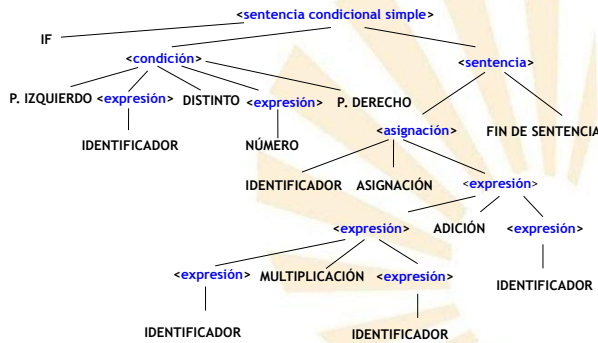 <sentencia condicional simple>
IF
<condición>
<sentencia>
P. IZQUIERDO <expresión> DISTINTO <expresión> P. DERECHO
<asignación> FIN DE SENTENCIA
IDENTIFICADOR NÚMERO
IDENTIFICADOR ASIGNACIÓN <expresión>
<expresión> ADICIÓN <expresión>
<expresión> MULTIPLICACIÓN <expresión>
IDENTIFICADOR
IDENTIFICADOR IDENTIFICADOR